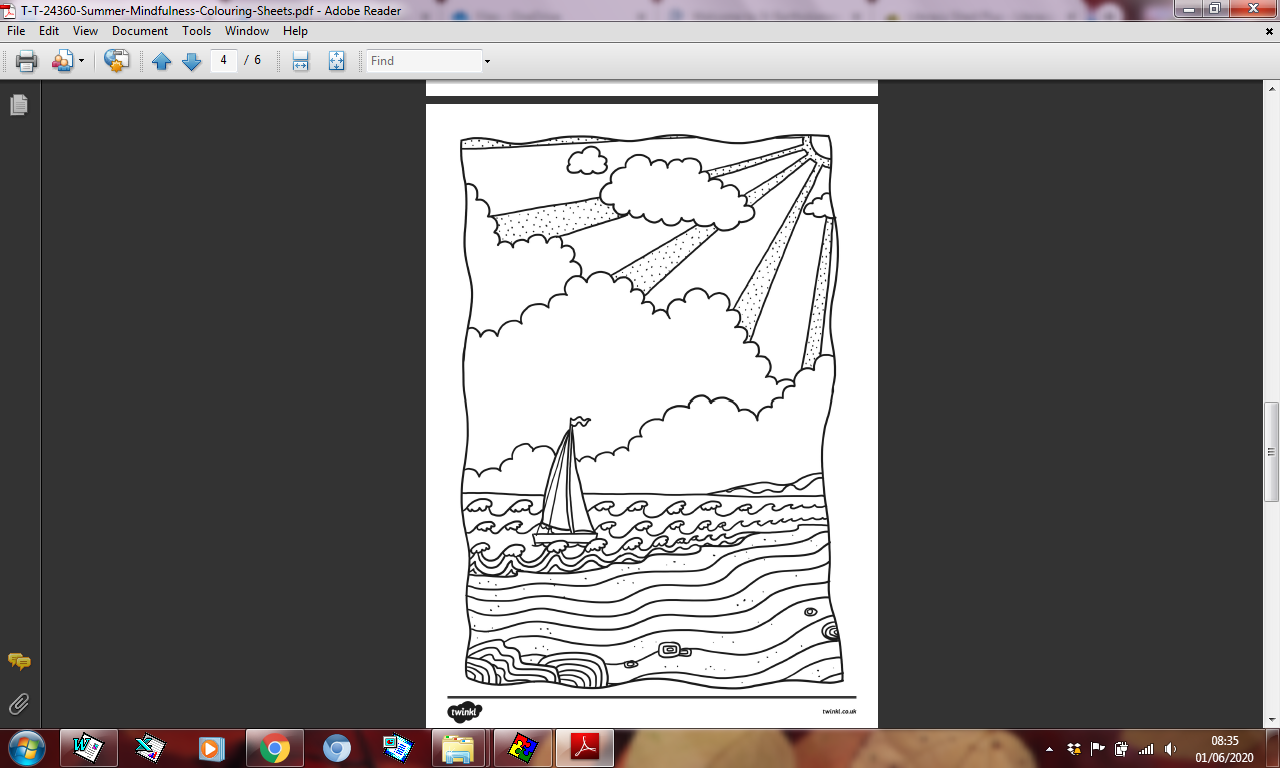 T-T-24360-Summer-Mindfulness-Colouring-Sheets.pdf - Adobe Reader
File Edit View Document Tools Window Help
4 / 6 Find
twinkl
twinkl.co.uk
08:35
01/06/2020